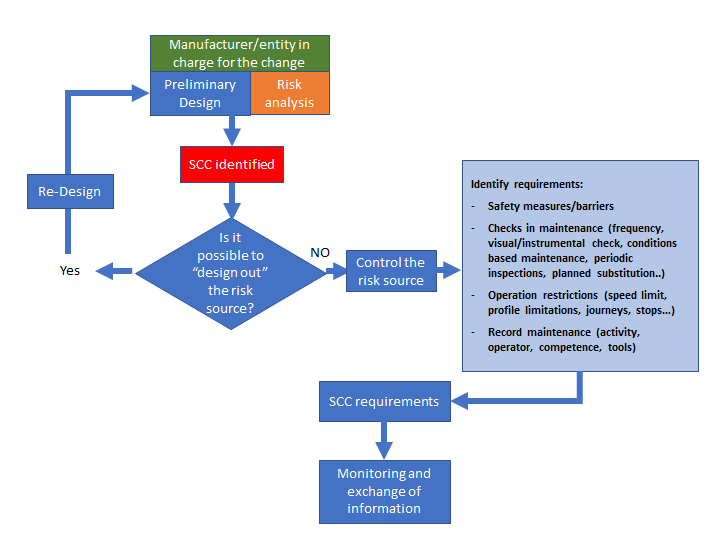 Manufacturer/entity in
charge for the change
Preliminary
Design
Risk
analysis
SCC identified
Re-Design
Is it
possible to
“design out”
the risk
source?
Yes
NO
Control the
risk source
Identify requirements:
- Safety measures/barriers
- Checks in maintenance (frequency,
visual/instrumental check, conditions
based maintenance, periodic
inspections, planned substitution..)
- Operation restrictions (speed limit,
profile limitations, journeys, stops…)
- Record maintenance (activity,
operator, competence, tools)
SCC requirements
Monitoring and
exchange of
information